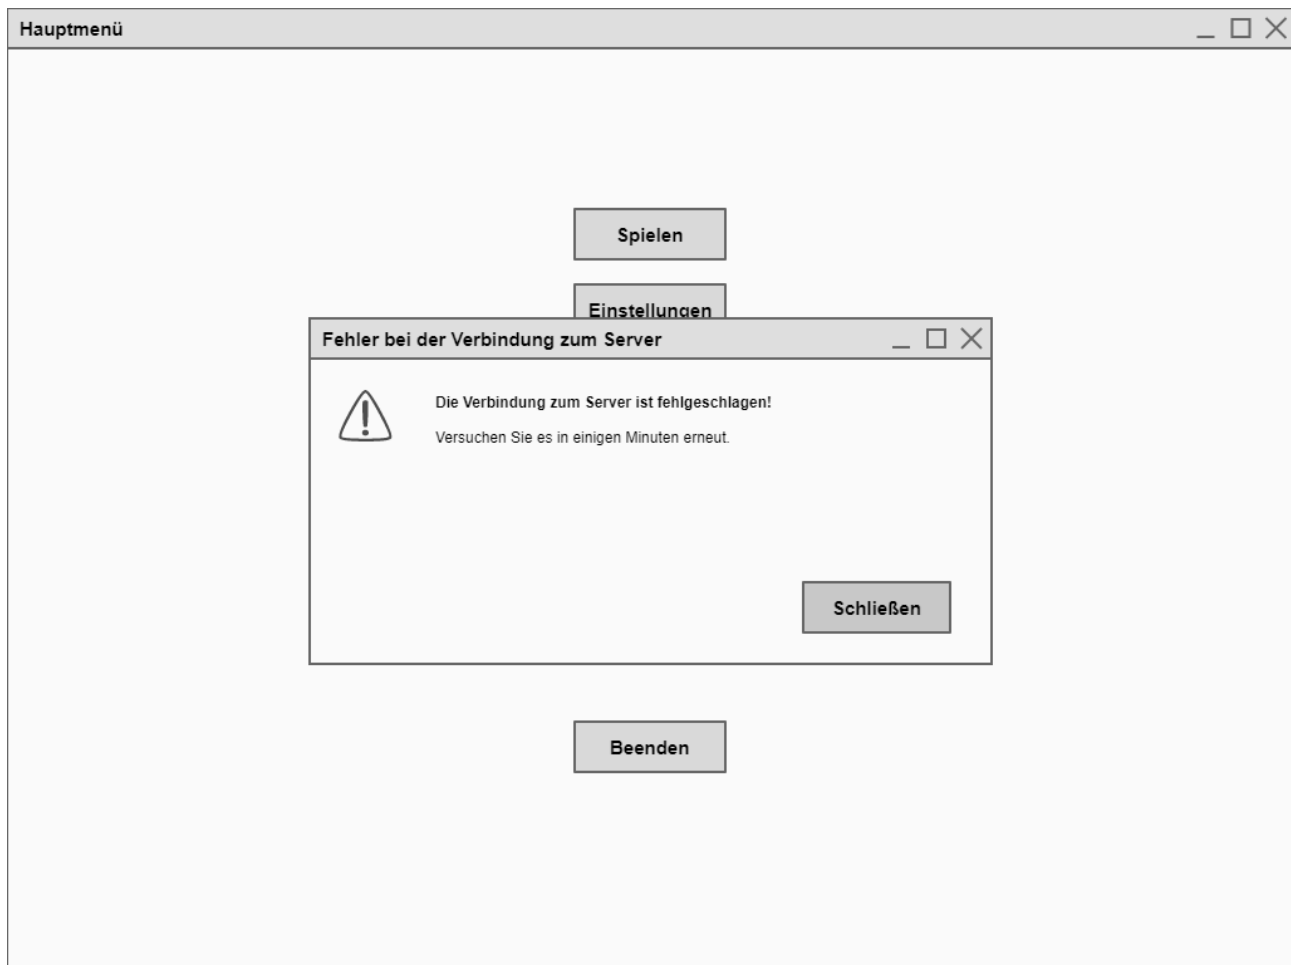 Hauptmenü
Spielen
Einstellungen
Fehler bei der Verbindung zum Server
Die Verbindung zum Server ist fehlgeschlagen!
Versuchen Sie es in einigen Minuten erneut.
Schließen
Beenden